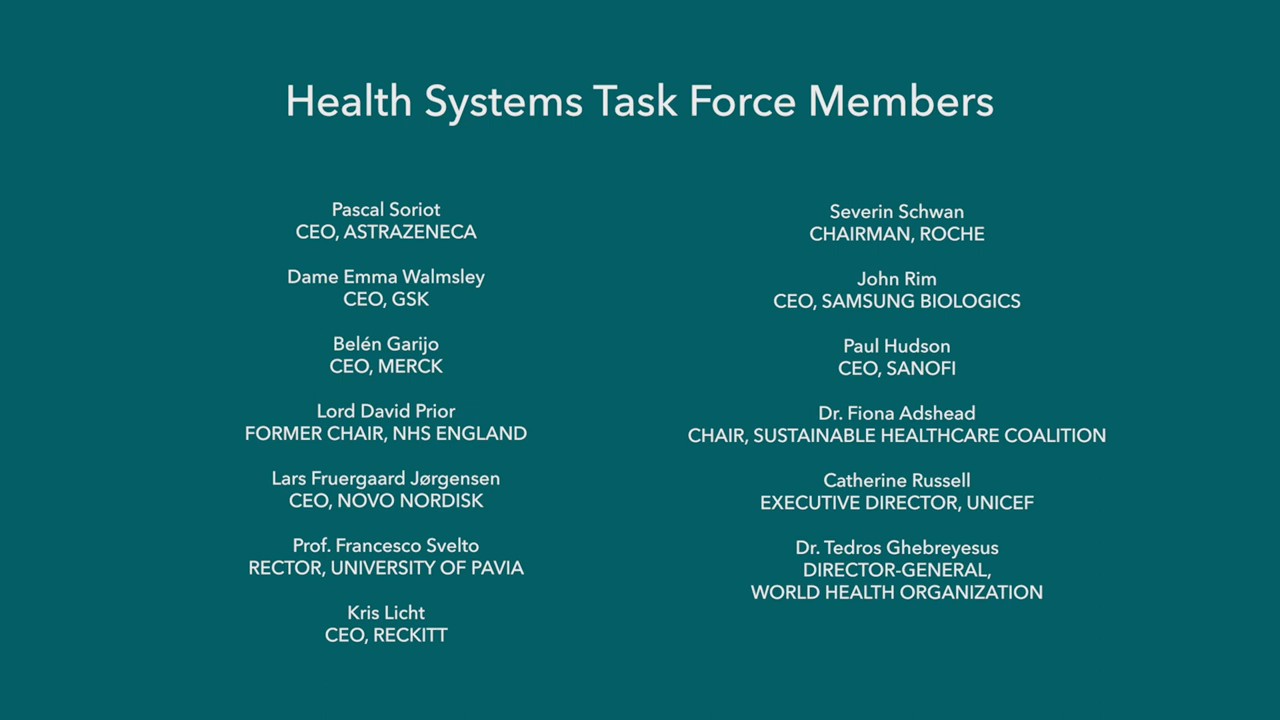 Health Systems Task Force Members
Pascal Soriot
CEO, ASTRAZENECA
Dame Emma Walmsley
CEO, GSK
Belén Garijo
CEO, MERCK
Lord David Prior
FORMER CHAIR, NHS ENGLAND
Lars Fruergaard Jørgensen
CEO, NOVO NORDISK
Prof. Francesco Svelto
RECTOR, UNIVERSITY OF PAVIA
Kris Licht
CEO, RECKITT
Severin Schwan
CHAIRMAN, ROCHE
John Rim
CEO, SAMSUNG BIOLOGICS
Paul Hudson
CEO, SANOFI
Dr. Fiona Adshead
CHAIR, SUSTAINABLE HEALTHCARE COALITION
Catherine Russell
EXECUTIVE DIRECTOR, UNICEF
Dr. Tedros Ghebreyesus
DIRECTOR-GENERAL,
WORLD HEALTH ORGANIZATION